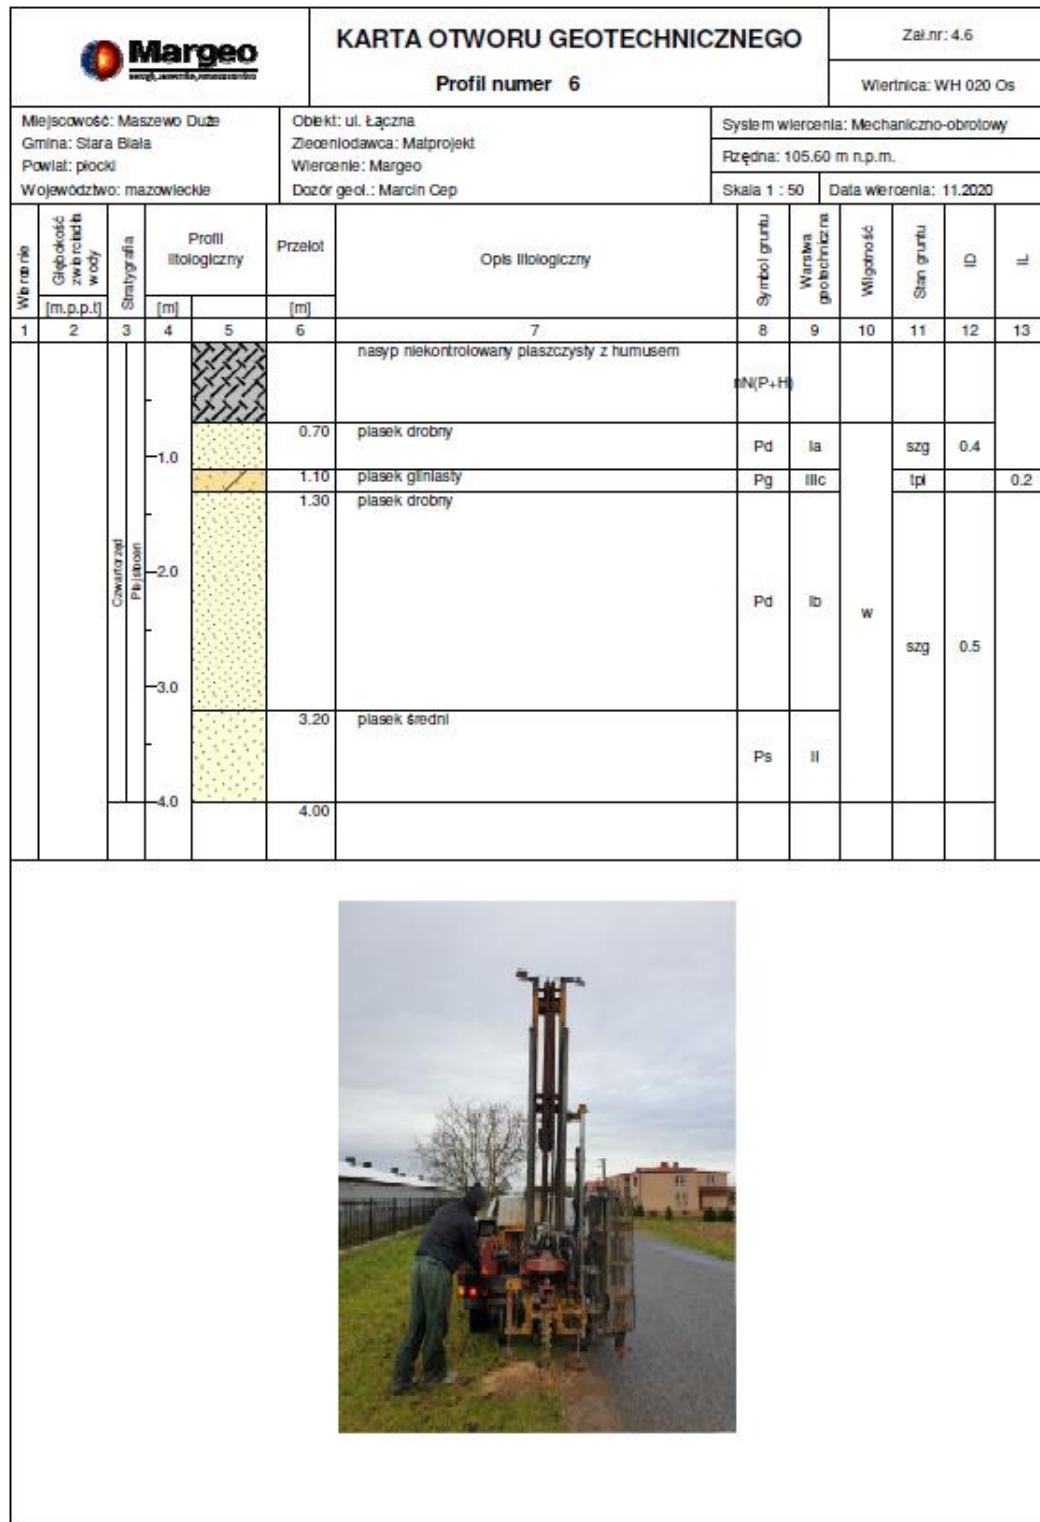 Margeo
KARTA OTWORU GEOTECHNICZNEGO
Profil numer 6
Zał.nr: 4.6
Wiertnica: WH 020 Os
Miejscowość: Maszewo Duże
Gmina: Stara Biała
Powiat: płocki
Województwo: mazowieckie
Obiekt: ul. Łączna
Zleceniodawca: Matprojekt
Wiercenie: Margeo
Dozór geol.: Marcin Cep
System wiercenia: Mechaniczno-obrotowy
Rzędna: 105.60 m n.p.m.
Skala 1 : 50 Data wiercenia: 11.2020
Wiercenie
Głębokość
zwierciadła
wody
[m.p.p.t]
Stratygrafia
Profil
litologiczny
[m]
Przelot
[m]
Opis litologiczny
Symbol gruntu
Warstwa
geotechniczna
Wilgotność
Stan gruntu
ID
IL
1 2 3 4 5 6 7 8 9 10 11 12 13
nasyp niekontrolowany piaszczysty z humusem
nN(P+H)
0.70 piasek drobny
1.0 Pd Ia szg 0.4
1.10 piasek gliniasty Pg IIIc tpl 0.2
1.30 piasek drobny
Czwartorzęd
Plejstocen
2.0
Pd Ib w
szg 0.5
3.0
3.20 piasek średni
Ps II
4.0
4.00